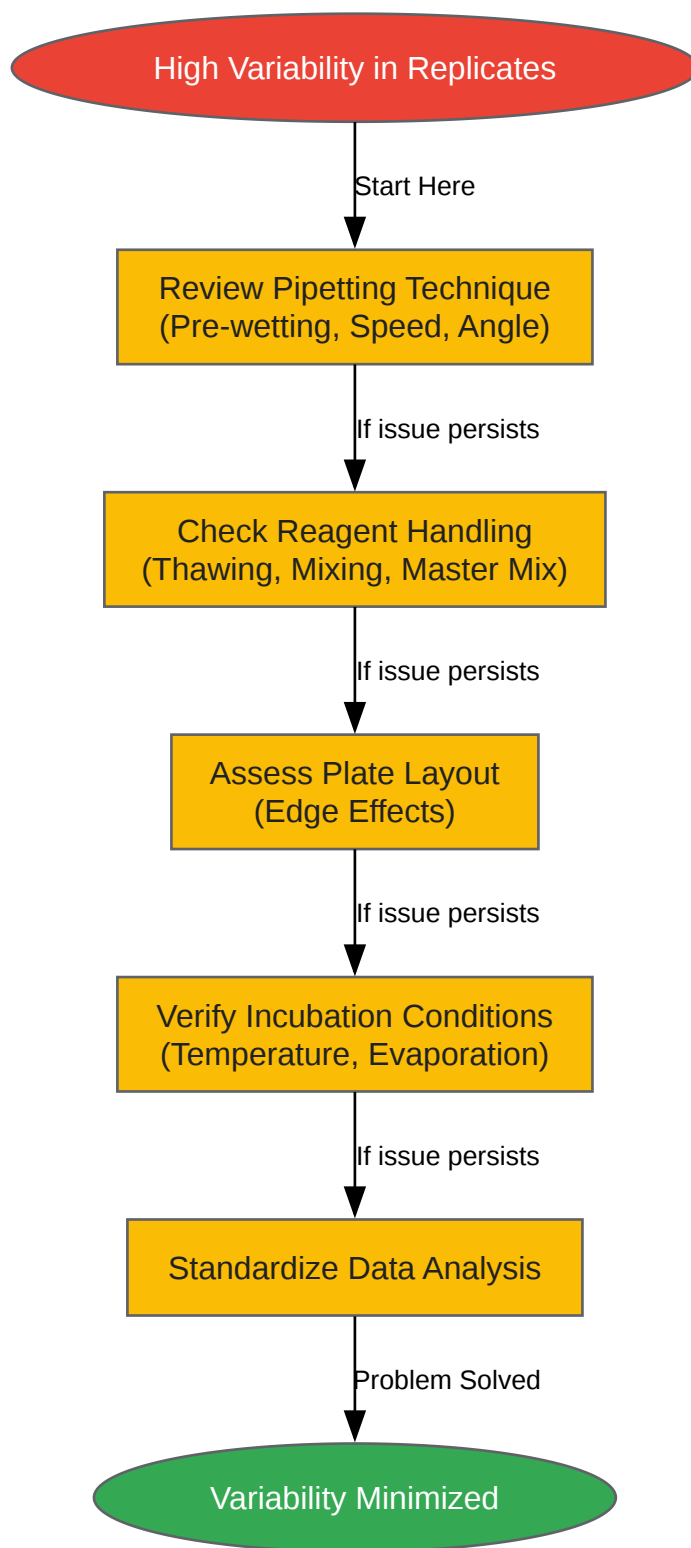 High Variability in Replicates
Start Here
Review Pipetting Technique
(Pre-wetting, Speed, Angle)
If issue persists
Check Reagent Handling
(Thawing, Mixing, Master Mix)
If issue persists
Assess Plate Layout
(Edge Effects)
If issue persists
Verify Incubation Conditions
(Temperature, Evaporation)
If issue persists
Standardize Data Analysis
Problem Solved
Variability Minimized